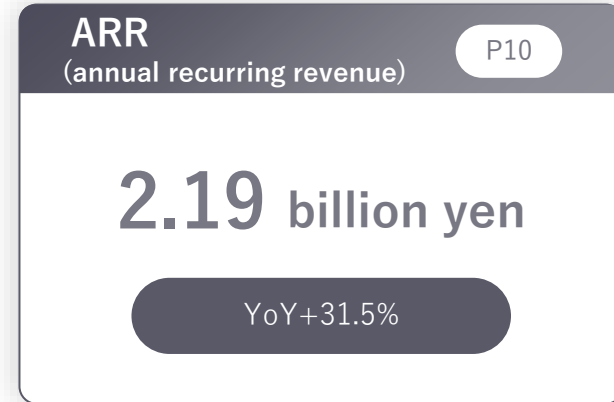 ARR
(annual recurring revenue)
P10
2.19 billion yen
YoY+31.5%